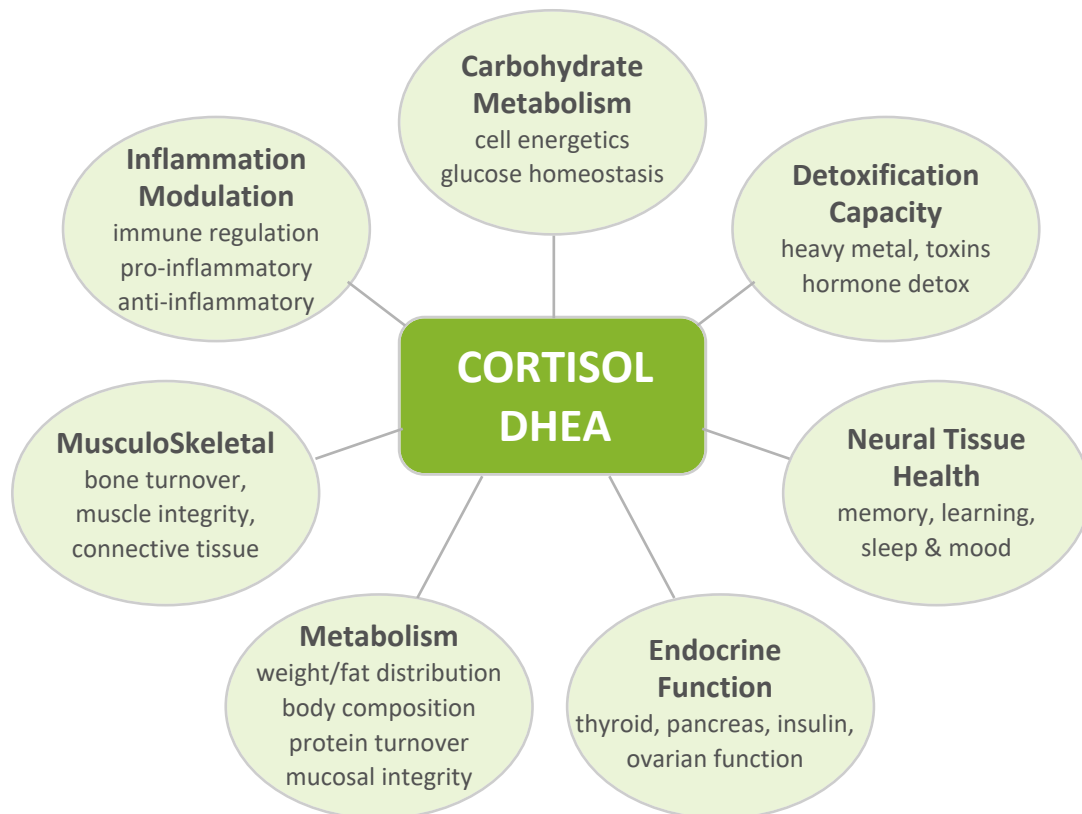 Carbohydrate
Metabolism
cell energetics
glucose homeostasis
Inflammation
Modulation
immune regulation
pro-inflammatory
anti-inflammatory
Detoxification
Capacity
heavy metal, toxins
hormone detox
CORTISOL
DHEA
MusculoSkeletal
bone turnover,
muscle integrity,
connective tissue
Neural Tissue
Health
memory, learning,
sleep & mood
Metabolism
weight/fat distribution
body composition
protein turnover
mucosal integrity
Endocrine
Function
thyroid, pancreas, insulin,
ovarian function